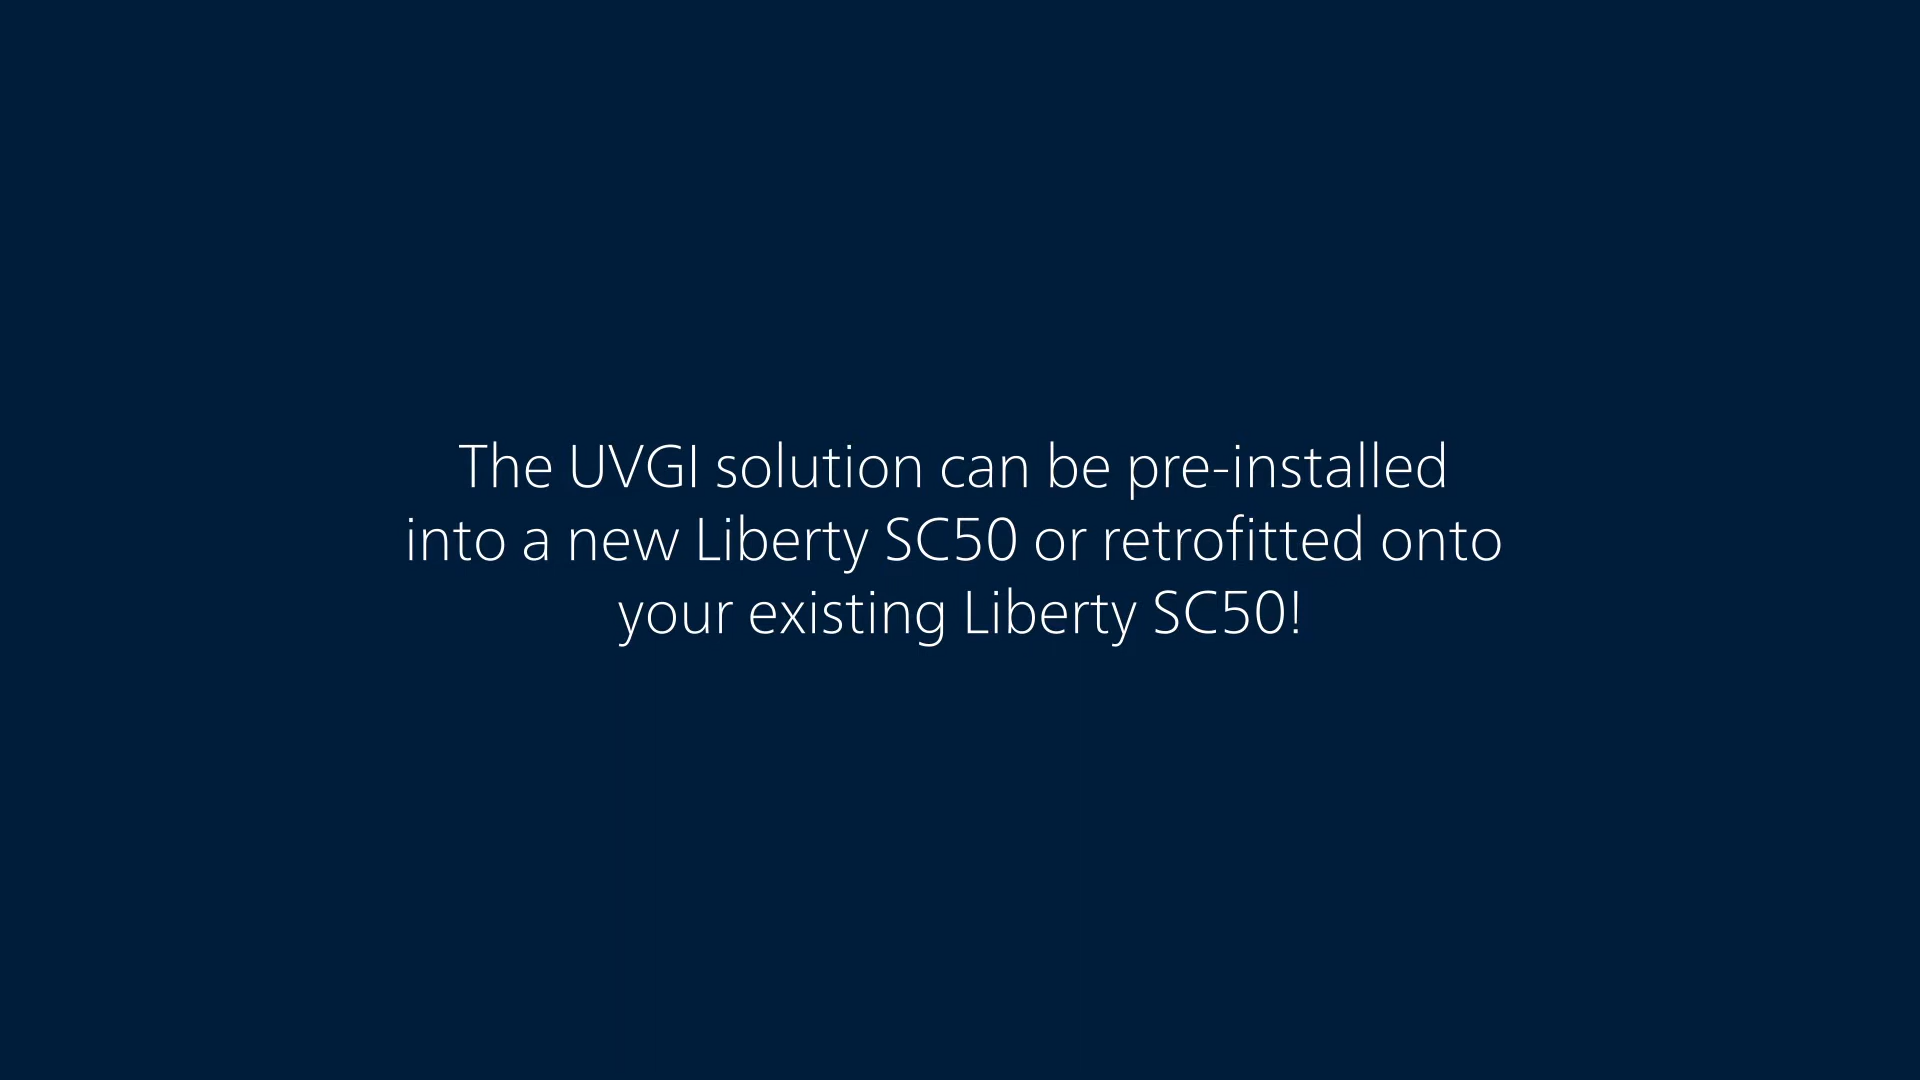 The UVGI solution can be pre-installed
into a new Liberty SC50 or retrofitted onto
your existing Liberty SC50!